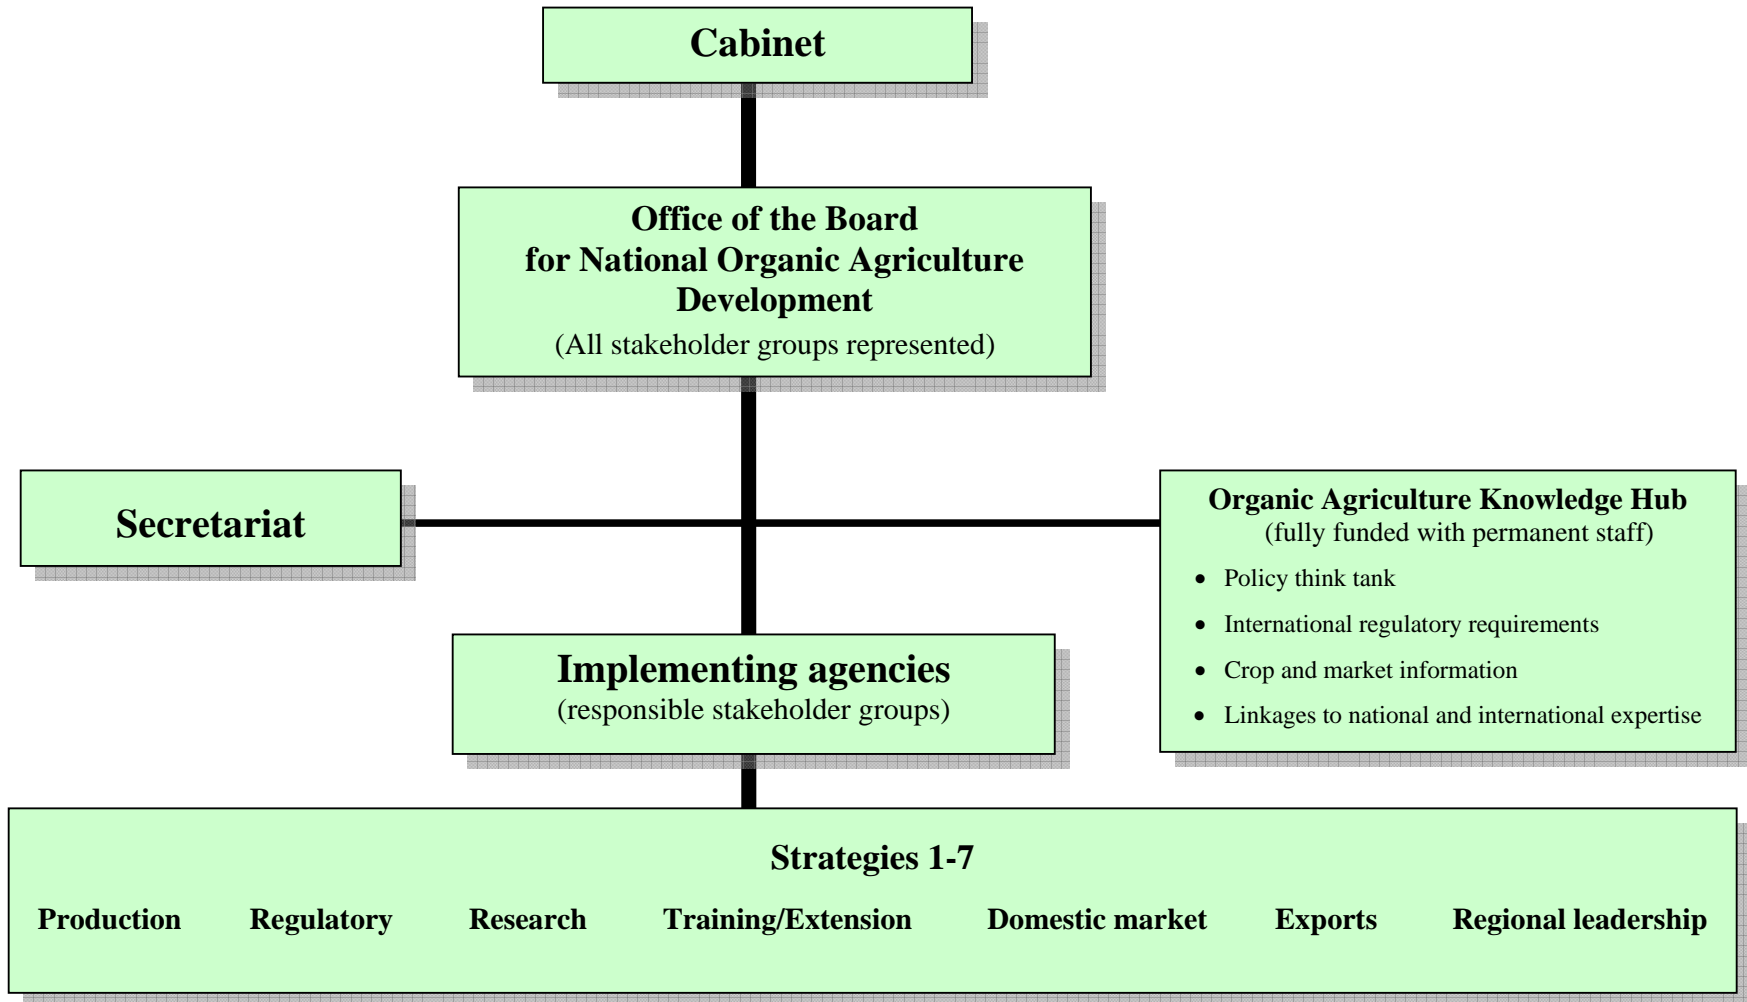 Cabinet
Office of the Board
for National Organic Agriculture
Development
(All stakeholder groups represented)
Secretariat
Organic Agriculture Knowledge Hub
(fully funded with permanent staff)
• Policy think tank
• International regulatory requirements
• Crop and market information
• Linkages to national and international expertise
Implementing agencies
(responsible stakeholder groups)
Strategies 1-7
Production Regulatory Research Training/Extension Domestic market Exports Regional leadership